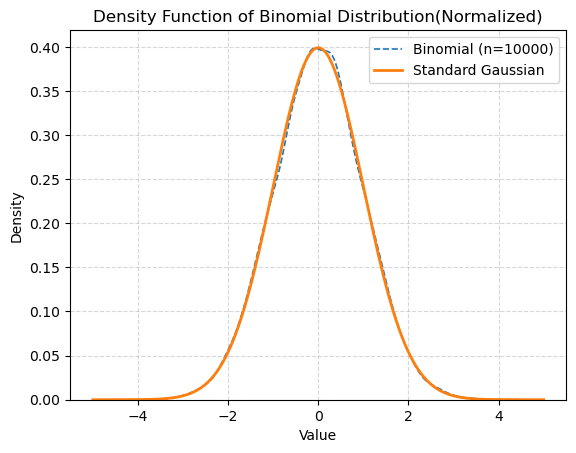 Density Function of Binomial Distribution(Normalized)
Binomial (n=10000)
Standard Gaussian
Density
0.40
0.35
0.30
0.25
0.20
0.15
0.10
0.05
0.00
−4
−2
0
2
4
Value